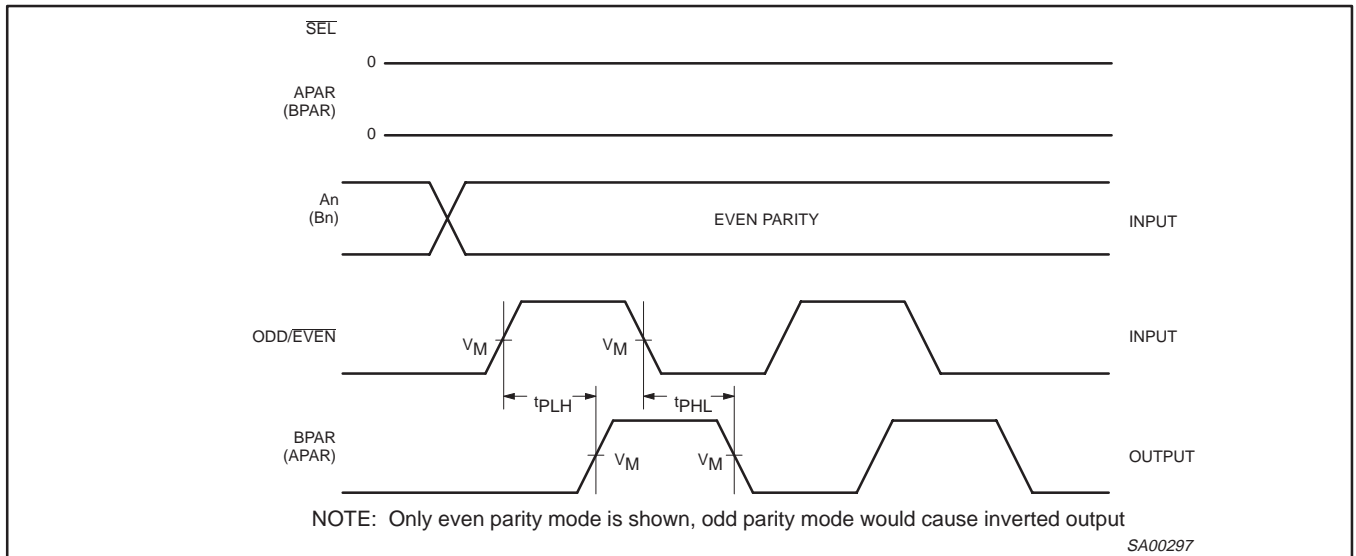 SEL
0
APAR
(BPAR)
0
An
(Bn)
EVEN PARITY
INPUT
ODD/EVEN
VM
VM
INPUT
tPLH
tPHL
BPAR
(APAR)
VM
VM
OUTPUT
NOTE: Only even parity mode is shown, odd parity mode would cause inverted output
SA00297